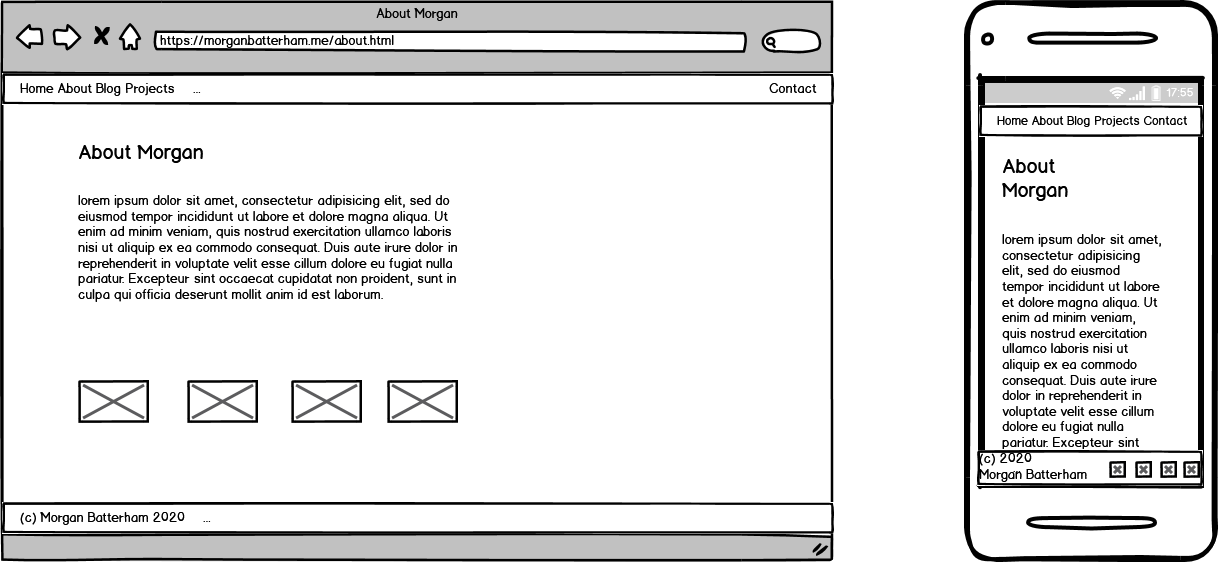 About Morgan
https://morganbatterham.me/about.html
Home About Blog Projects ... Contact
About Morgan
lorem ipsum dolor sit amet, consectetur adipisicing elit, sed do
eiusmod tempor incididunt ut labore et dolore magna aliqua. Ut
enim ad minim veniam, quis nostrud exercitation ullamco laboris
nisi ut aliquip ex ea commodo consequat. Duis aute irure dolor in
reprehenderit in voluptate velit esse cillum dolore eu fugiat nulla
pariatur. Excepteur sint occaecat cupidatat non proident, sunt in
culpa qui officia deserunt mollit anim id est laborum.
(c) Morgan Batterham 2020 ...
17:55
Home About Blog Projects Contact
About
Morgan
lorem ipsum dolor sit amet,
consectetur adipisicing
elit, sed do eiusmod
tempor incididunt ut labore
et dolore magna aliqua. Ut
enim ad minim veniam,
quis nostrud exercitation
ullamco laboris nisi ut
aliquip ex ea commodo
consequat. Duis aute irure
dolor in reprehenderit in
voluptate velit esse cillum
dolore eu fugiat nulla
pariatur. Excepteur sint
(c) 2020
Morgan Batterham